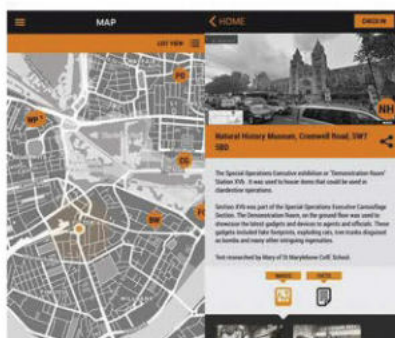 MAP
LIST VIEW
PG
WP
CG
BW
HOME
CHECK IN
NH
Natural History Museum, Cromwell Road, SW7
5BD
The Special Operations Executive exhibition or 'Demonstration Room'
Station XVb. It was used to house items that could be used in
clandestine operations.
Section XVb was part of the Special Operations Executive Camouflage
Section. The Demonstration Room, on the ground floor was used to
showcase the latest gadgets and devices to agents and officials. These
gadgets included fake footprints, exploding rats, iron trunks disguised
as bombs and many other intriguing inventions.
Text researched by Mary of St Marylebone CofE School.
IMAGES
FACTS